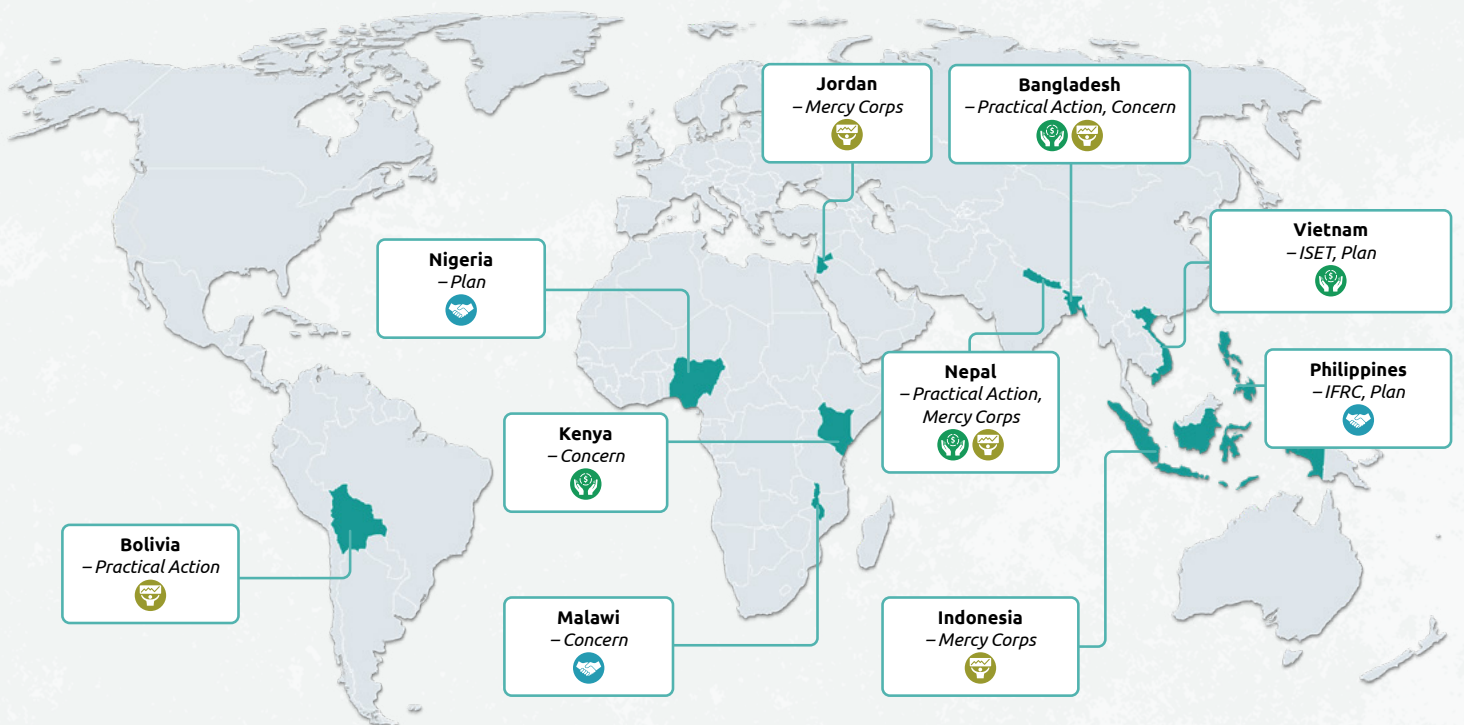 Jordan
– Mercy Corps
Bangladesh
– Practical Action, Concern
Vietnam
– ISET, Plan
Nigeria
– Plan
Nepal
– Practical Action,
Mercy Corps
Philippines
– IFRC, Plan
Kenya
– Concern
Bolivia
– Practical Action
Malawi
– Concern
Indonesia
– Mercy Corps